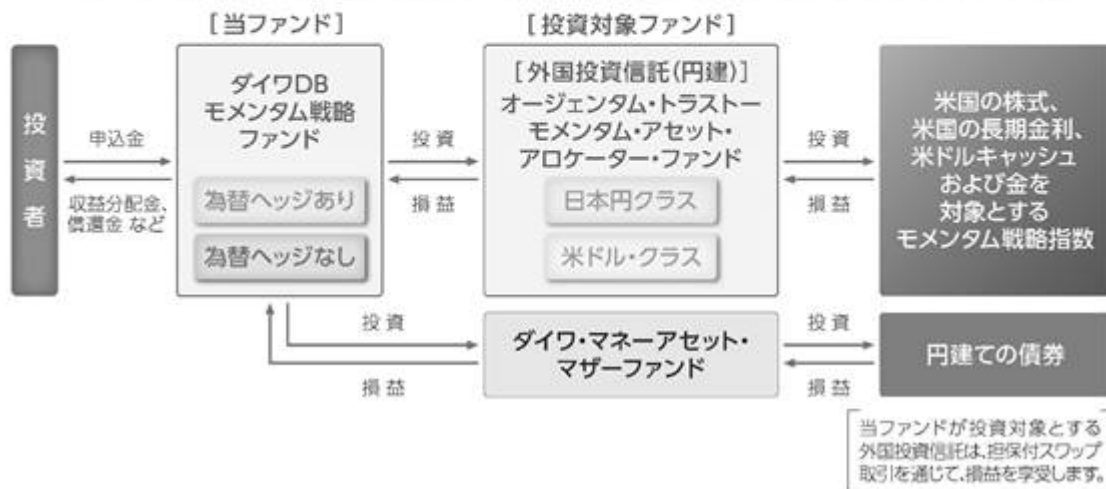 [当ファンド]
[投資対象ファンド]
投資者
申込金
収益分配金、
償還金 など
ダイワDB
モメンタム戦略
ファンド
為替ヘッジあり
為替ヘッジなし
投 資
損 益
[外国投資信託(円建)]
オージェンタム・トラストー
モメンタム・アセット・
アロケーター・ファンド
日本円クラス
米ドル・クラス
投 資
損 益
米国の株式、
米国の長期金利、
米ドルキャッシュ
および金を
対象とする
モメンタム戦略指数
投 資
損 益
ダイワ・マネーアセット・
マザーファンド
投 資
損 益
円建ての債券
当ファンドが投資対象とする
外国投資信託は、担保付スワップ
取引を通じて、損益を享受します。